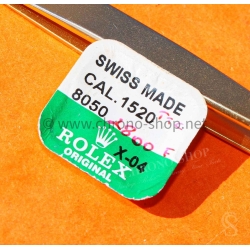 SWISS MADE
CAL. 1520
8050
X-04
ROLEX
ORIGINAL
www.chrono-shop.net